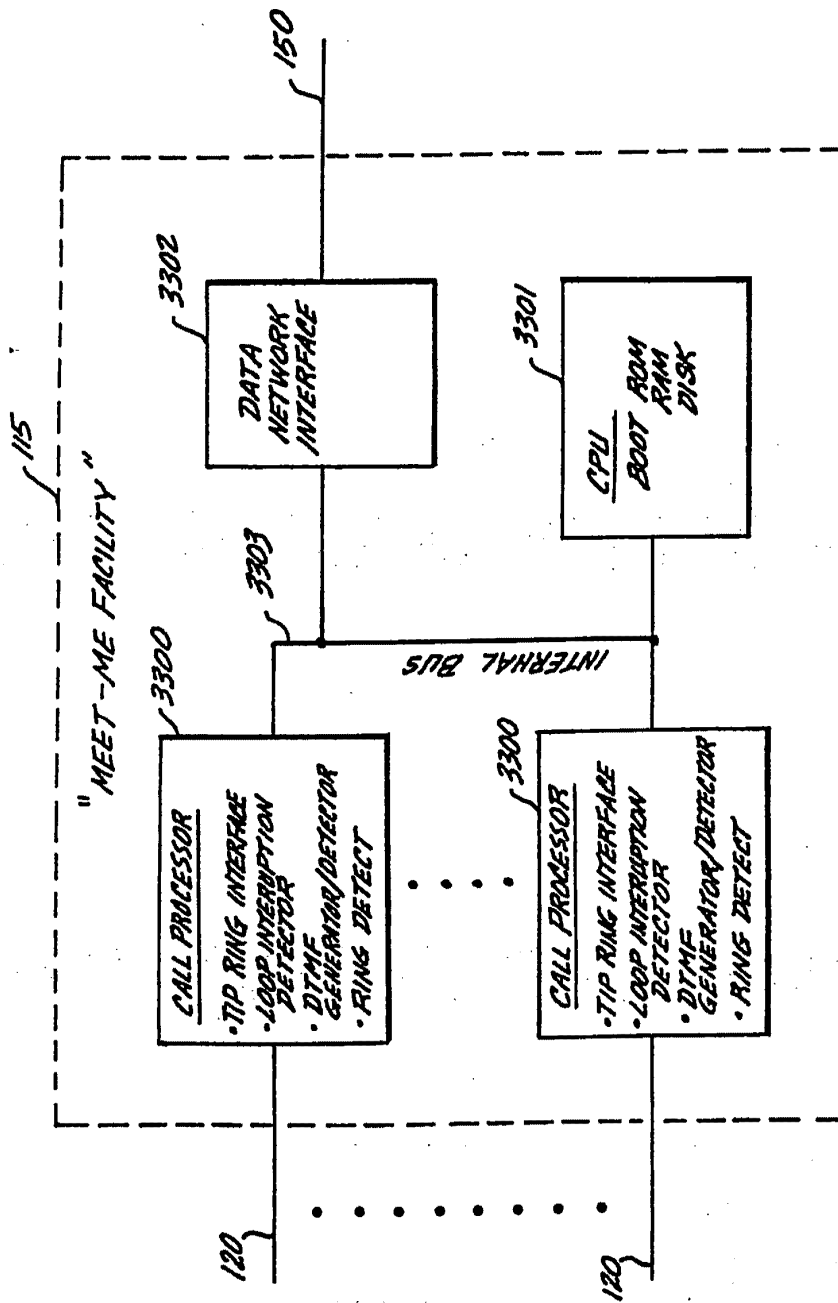 115
"MEET-ME FACILITY"
3300
CALL PROCESSOR
• TIP RING INTERFACE
• LOOP INTERUPTION
DETECTOR
• DTMF
GENERATOR/DETECTOR
• RING DETECT
120
3303
3302
DATA
NETWORK
INTERFACE
150
INTERNAL BUS
3300
CALL PROCESSOR
• TIP RING INTERFACE
• LOOP INTERUPTION
DETECTOR
• DTMF
GENERATOR/DETECTOR
• RING DETECT
120
3301
CPU
BOOT ROM
RAM
DISK